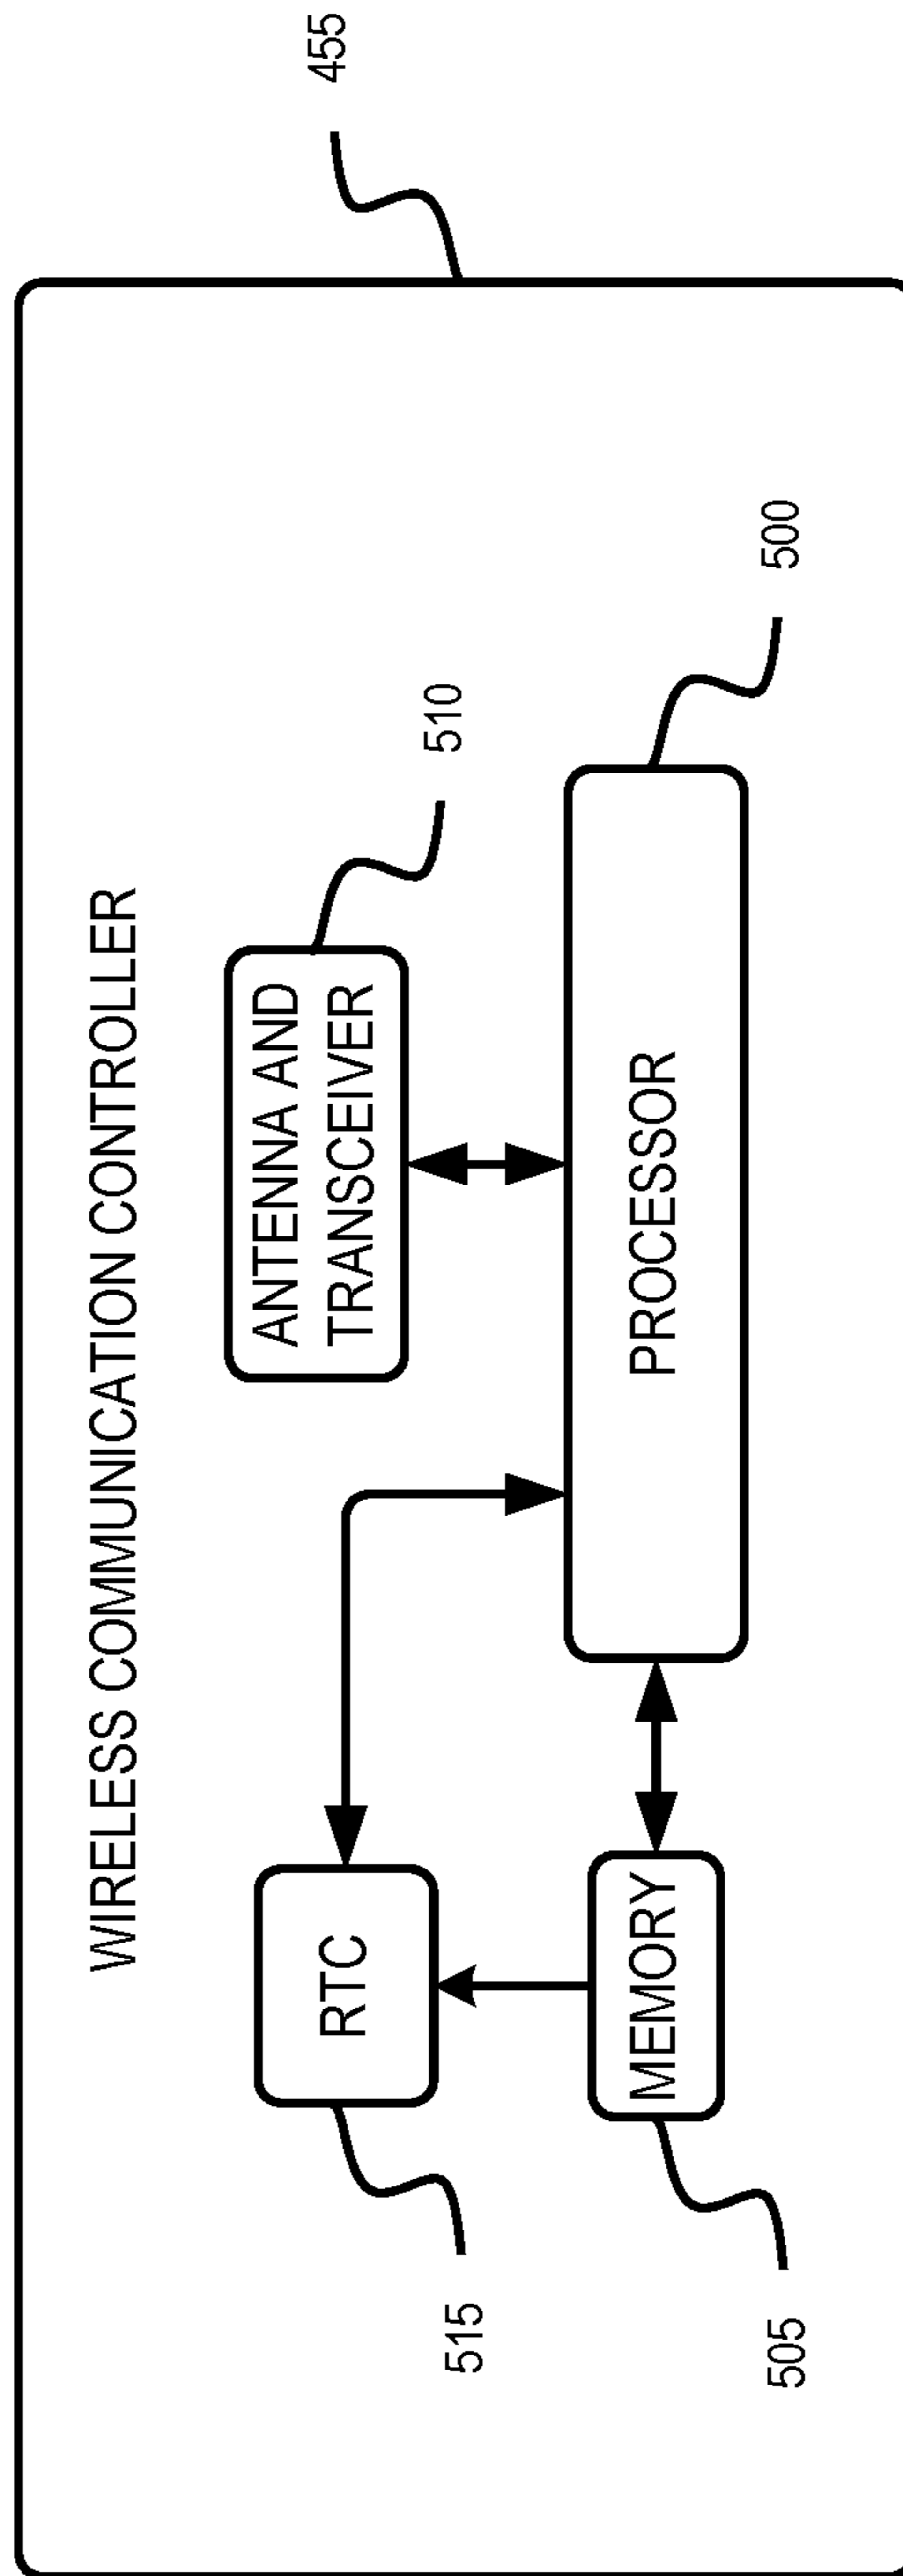 WIRELESS COMMUNICATION CONTROLLER
455
RTC
ANTENNA AND
TRANSCEIVER
515
510
MEMORY
PROCESSOR
505
500